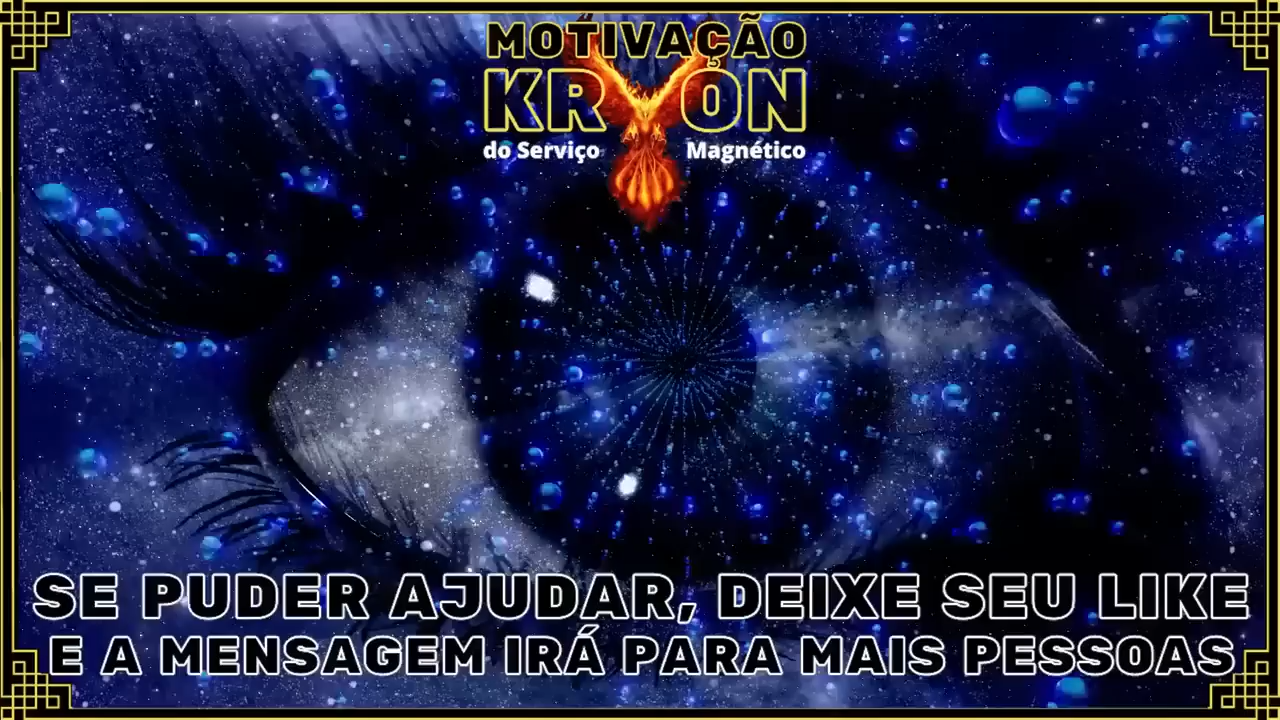 MOTIVAÇÃO
KRYON
do Serviço Magnético
SE PUDER AJUDAR, DEIXE SEU LIKE
E A MENSAGEM IRÁ PARA MAIS PESSOAS